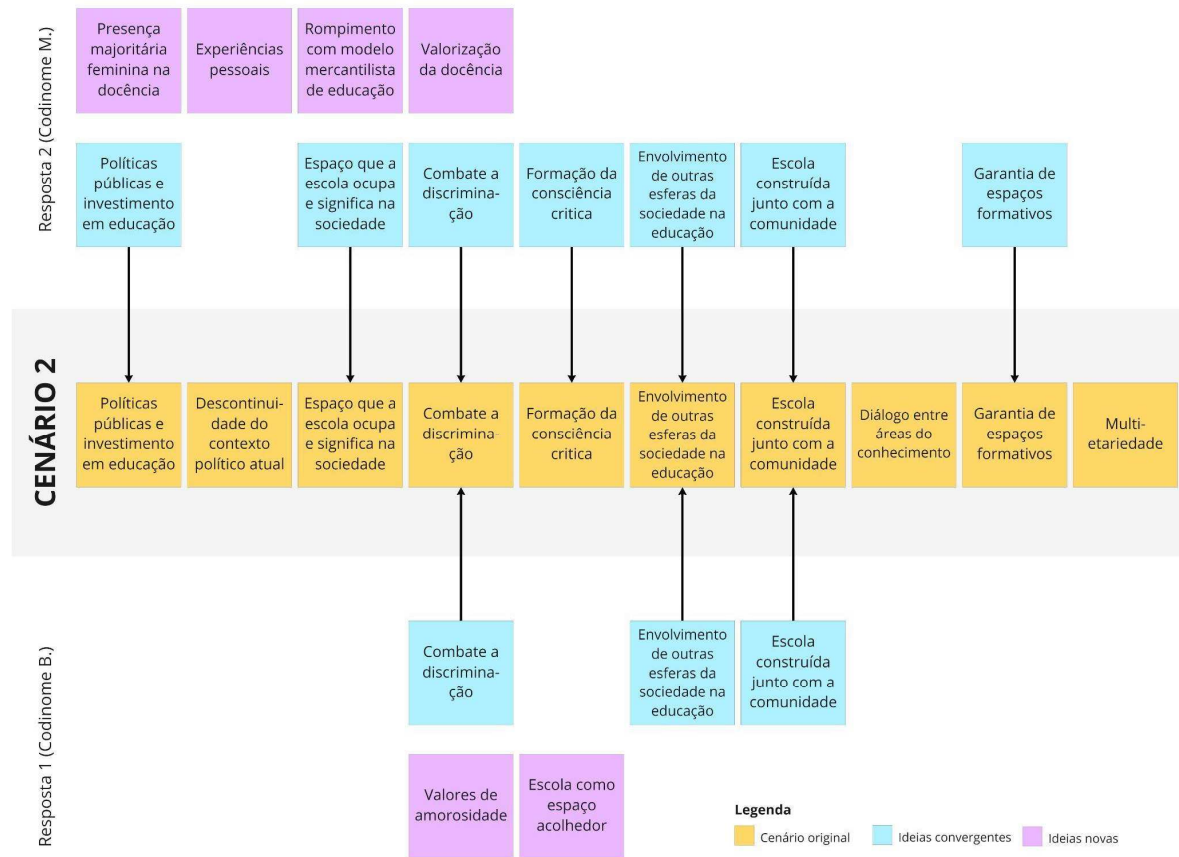 Resposta 2 (Codinome M.)
Presença
majoritária
feminina na
docência
Experiências
pessoais
Rompimento
com modelo
mercantilista
de educação
Valorização
da docência
Políticas
públicas e
investimento
em educação
Espaço que a
escola ocupa
e significa na
sociedade
Combate a
discrimina-
ção
Formação da
consciência
critica
Envolvimento
de outras
esferas da
sociedade na
educação
Escola
construída
junto com a
comunidade
Garantia de
espaços
formativos
CENÁRIO 2
Políticas
públicas e
investimento
em educação
Descontinui-
dade do
contexto
político atual
Espaço que a
escola ocupa
e significa na
sociedade
Combate a
discrimina-
ção
Formação da
consciência
critica
Envolvimento
de outras
esferas da
sociedade na
educação
Escola
construída
junto com a
comunidade
Diálogo entre
áreas do
conhecimento
Garantia de
espaços
formativos
Multi-
etariedade
Resposta 1 (Codinome B.)
Combate a
discrimina-
ção
Envolvimento
de outras
esferas da
sociedade na
educação
Escola
construída
junto com a
comunidade
Valores de
amorosidade
Escola como
espaço
acolhedor
Legenda
Cenário original
Ideias convergentes
Ideias novas